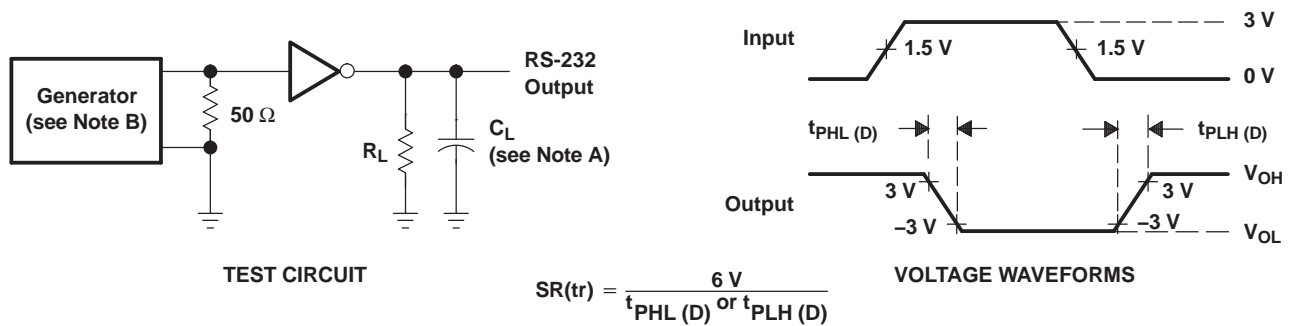 Generator
(see Note B)
50 Ω
RS-232
Output
RL
CL
(see Note A)
TEST CIRCUIT
Input
3 V
1.5 V
1.5 V
0 V
tPHL (D)
tPLH (D)
Output
3 V
–3 V
3 V
–3 V
VOH
VOL
VOLTAGE WAVEFORMS
SR(tr) = 6 V / tPHL (D) or tPLH (D)